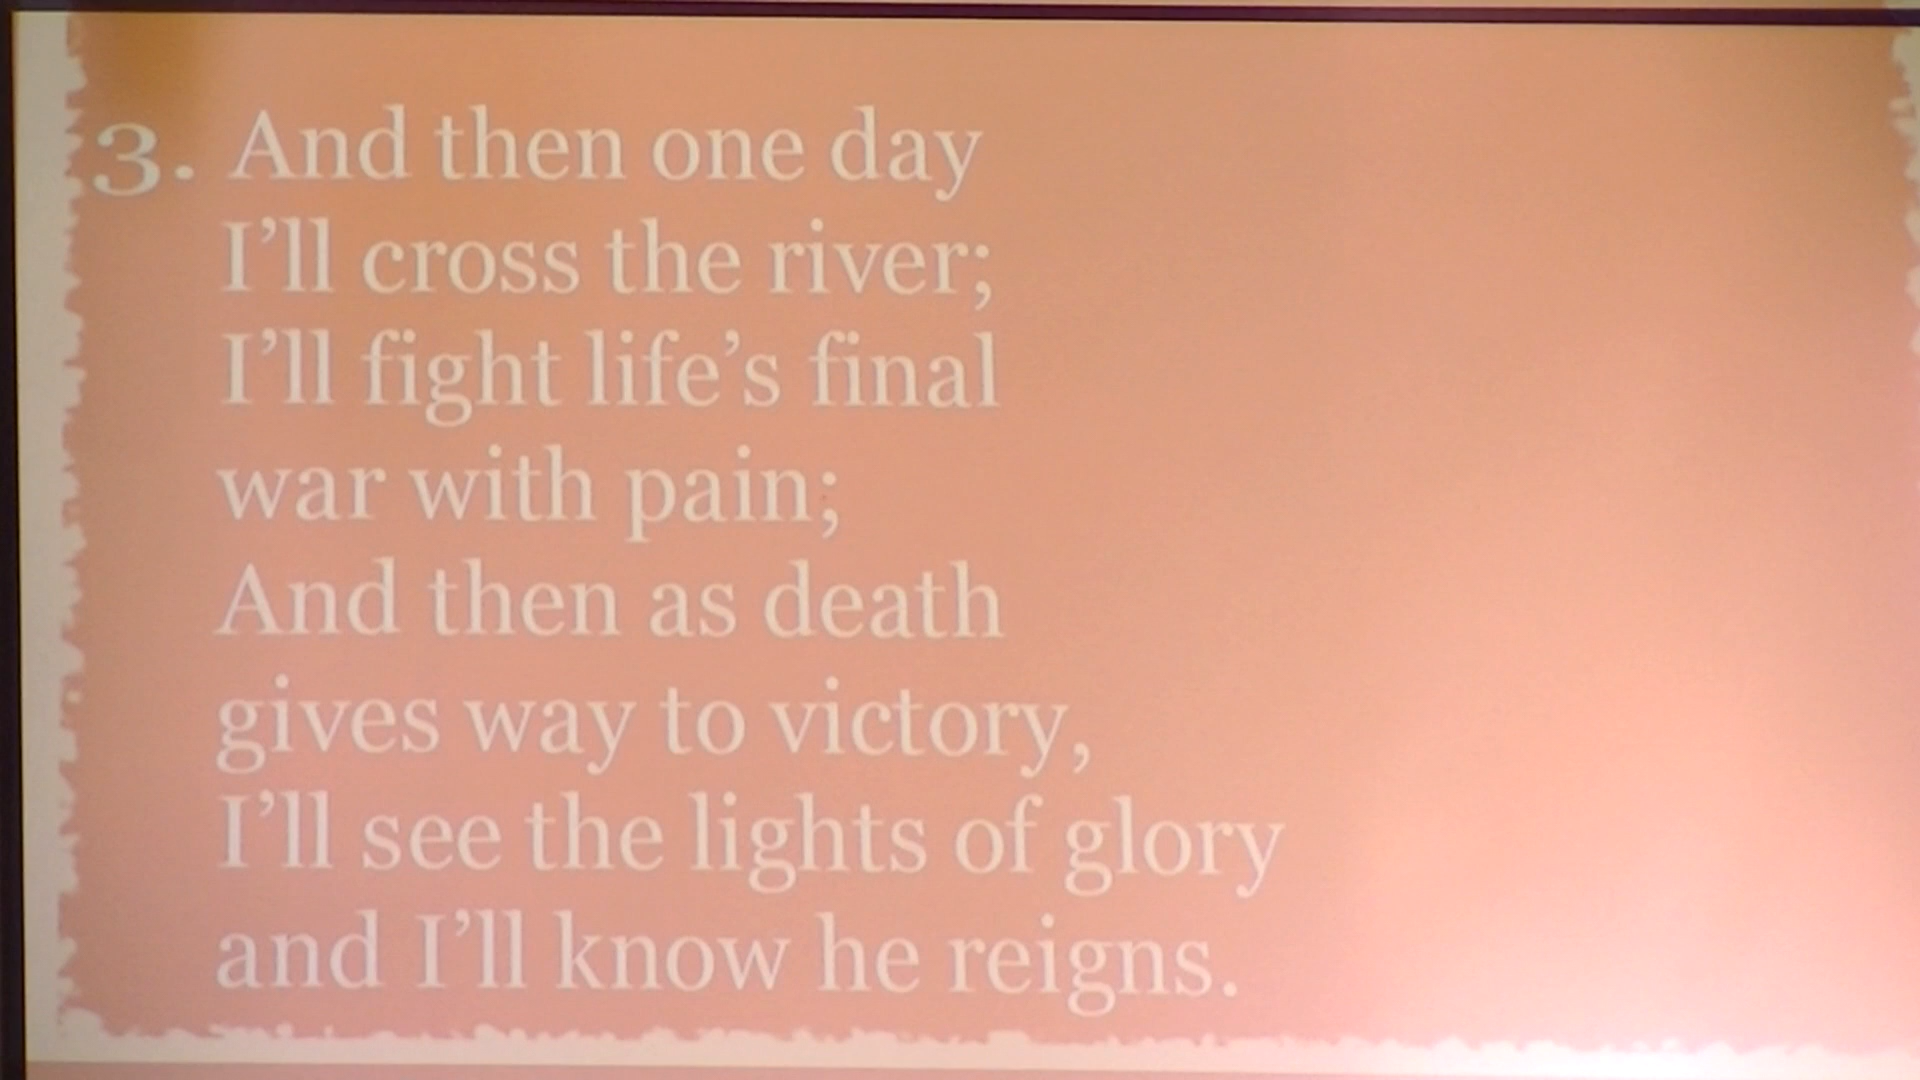 3. And then one day
I’ll cross the river;
I’ll fight life’s final
war with pain;
And then as death
gives way to victory,
I’ll see the lights of glory
and I’ll know he reigns.